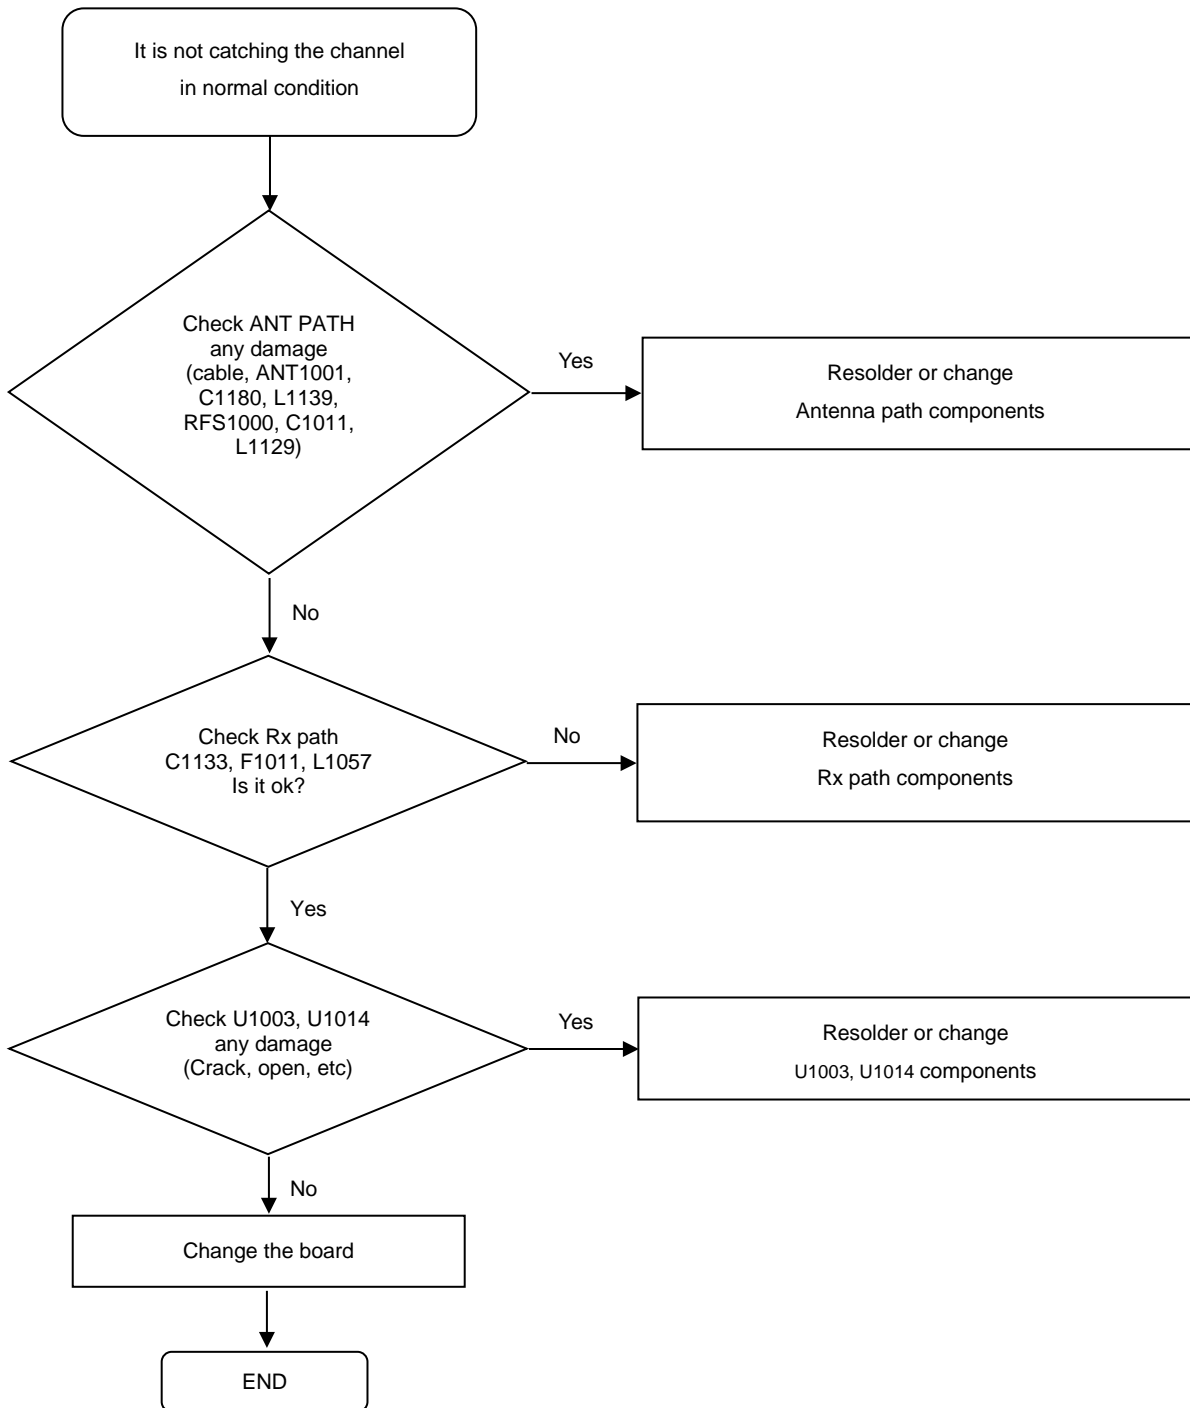 It is not catching the channel
in normal condition
Check ANT PATH
any damage
(cable, ANT1001,
C1180, L1139,
RFS1000, C1011,
L1129)
Yes
Resolder or change
Antenna path components
No
Check Rx path
C1133, F1011, L1057
Is it ok?
No
Resolder or change
Rx path components
Yes
Check U1003, U1014
any damage
(Crack, open, etc)
Yes
Resolder or change
U1003, U1014 components
No
Change the board
END